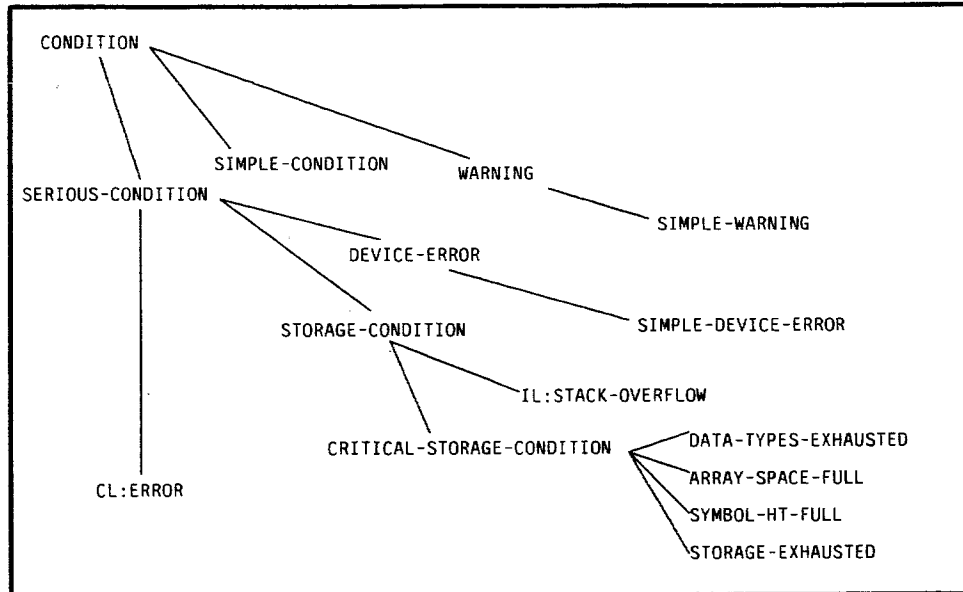 CONDITION
SIMPLE-CONDITION
WARNING
SERIOUS-CONDITION
SIMPLE-WARNING
DEVICE-ERROR
STORAGE-CONDITION
SIMPLE-DEVICE-ERROR
IL:STACK-OVERFLOW
DATA-TYPES-EXHAUSTED
CRITICAL-STORAGE-CONDITION
ARRAY-SPACE-FULL
CL:ERROR
SYMBOL-HT-FULL
STORAGE-EXHAUSTED